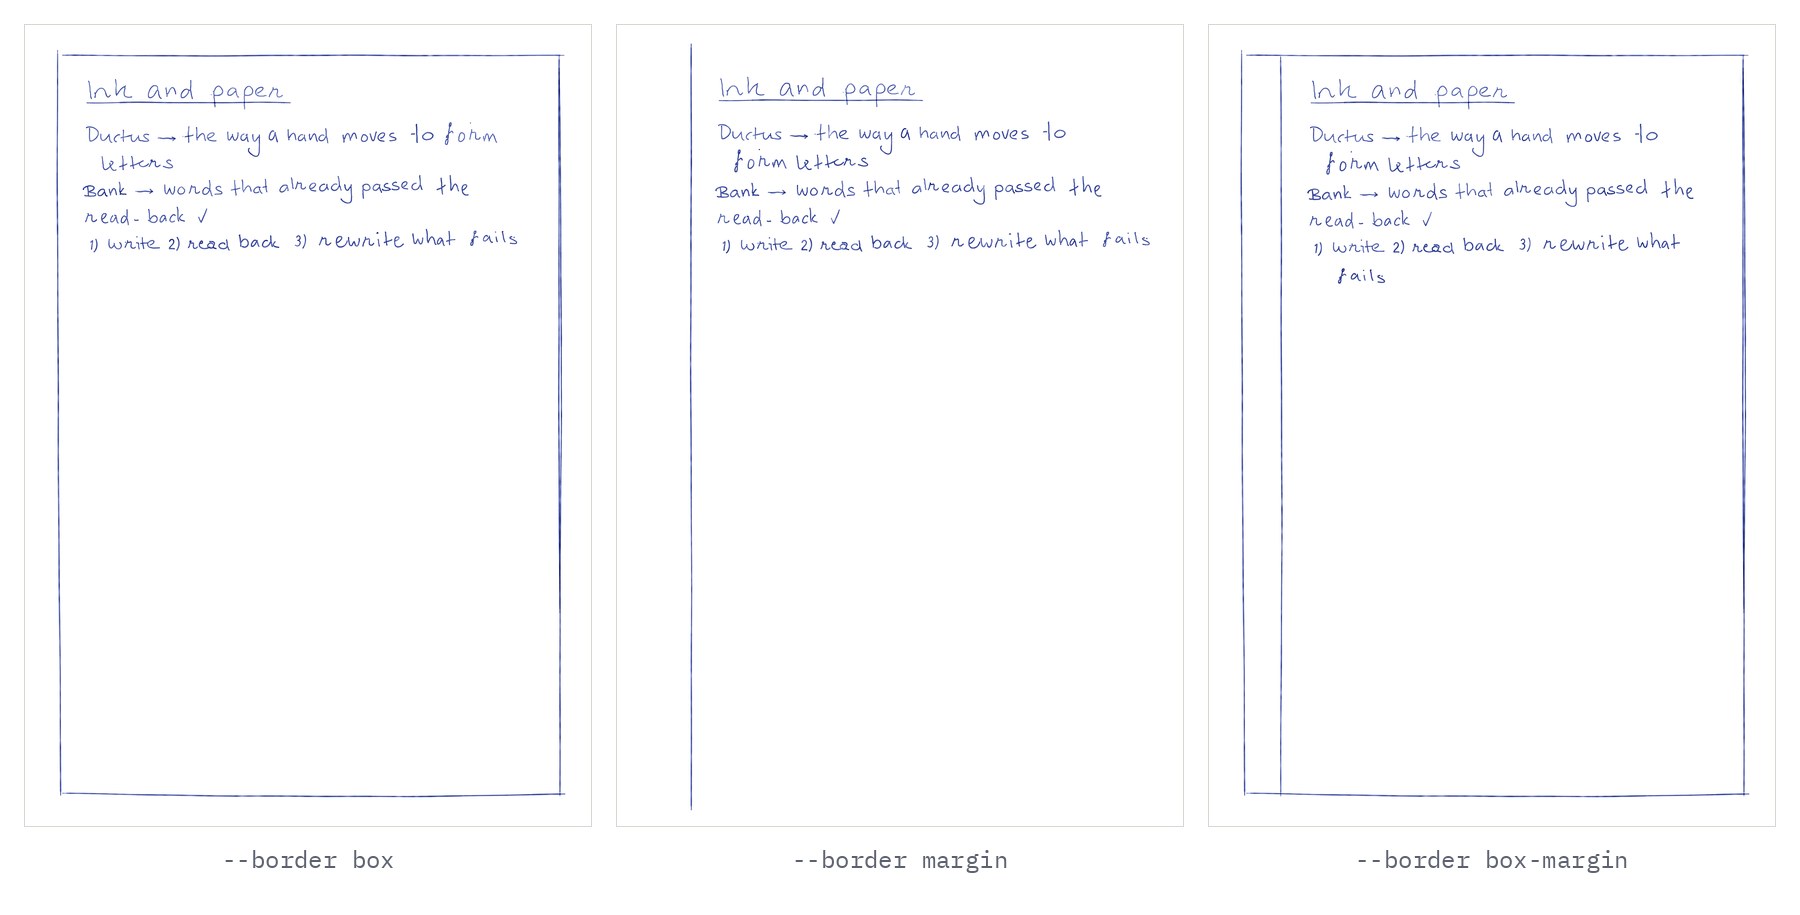 Ink and paper
Ductus → the way a hand moves to form
letters
Bank → words that already passed the
read-back ✓
1) write 2) read back 3) rewrite what fails
--border box
Ink and paper
Ductus → the way a hand moves to
form letters
Bank → words that already passed the
read-back ✓
1) write 2) read back 3) rewrite what fails
--border margin
Ink and paper
Ductus → the way a hand moves to
form letters
Bank → words that already passed the
read-back ✓
1) write 2) read back 3) rewrite what
fails
--border box-margin